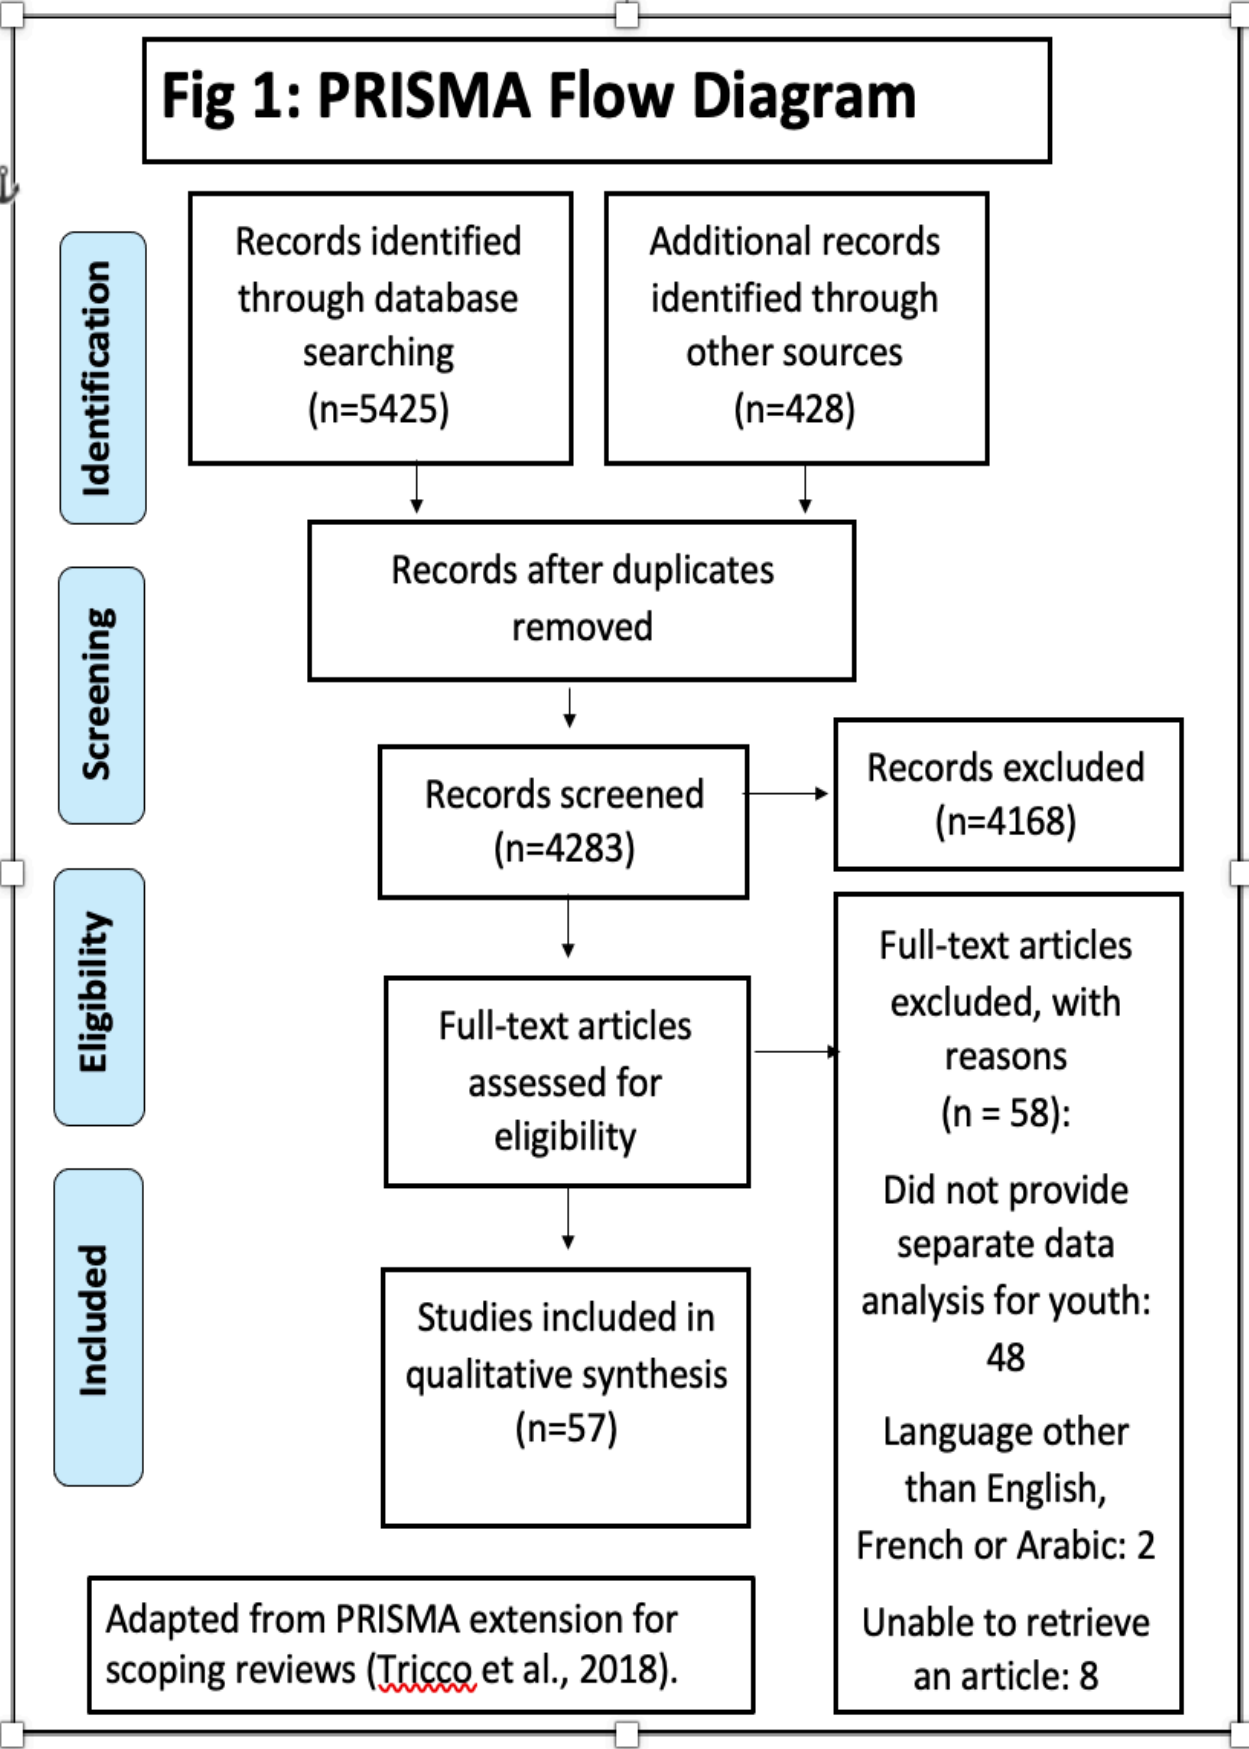 Fig 1: PRISMA Flow Diagram
Identification
Records identified
through database
searching
(n=5425)
Additional records
identified through
other sources
(n=428)
Records after duplicates
removed
Screening
Records screened
(n=4283)
Records excluded
(n=4168)
Eligibility
Full-text articles
assessed for
eligibility
Full-text articles
excluded, with
reasons
(n = 58):
Did not provide
separate data
analysis for youth:
48
Language other
than English,
French or Arabic: 2
Unable to retrieve
an article: 8
Included
Studies included in
qualitative synthesis
(n=57)
Adapted from PRISMA extension for
scoping reviews (Tricco et al., 2018).